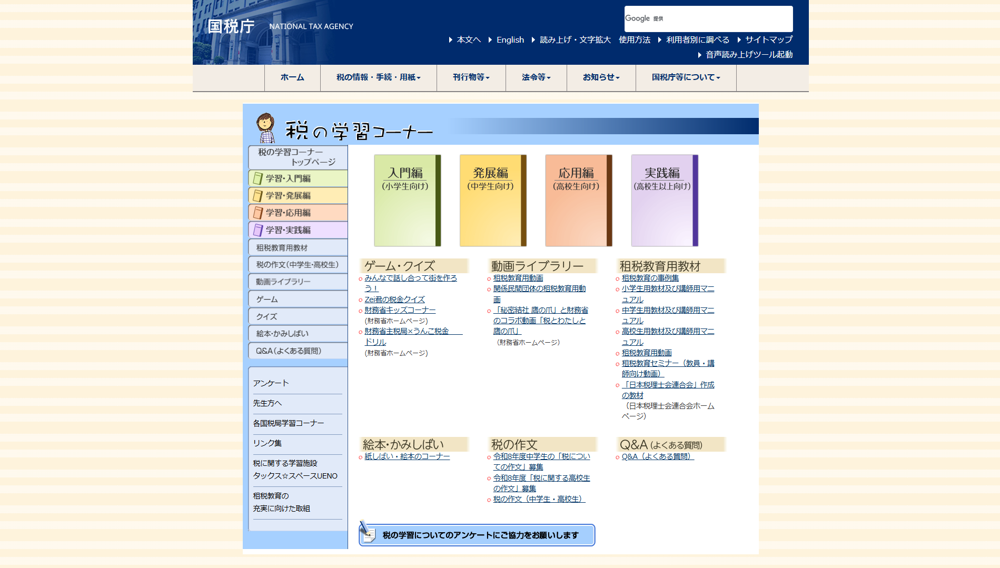 国税庁 NATIONAL TAX AGENCY
Google 提供
本文へ English 読み上げ・文字拡大 使用方法 利用者別に調べる サイトマップ
音声読み上げツール起動
ホーム 税の情報・手続・用紙 刊行物等 法令等 お知らせ 国税庁等について
税の学習コーナー
税の学習コーナー
トップページ
学習・入門編
学習・発展編
学習・応用編
学習・実践編
租税教育用教材
税の作文(中学生・高校生)
動画ライブラリー
ゲーム
クイズ
絵本・かみしばい
Q&A(よくある質問)
アンケート
先生方へ
各国税局学習コーナー
リンク集
税に関する学習施設
タックス☆スペースUENO
租税教育の
充実に向けた取組
入門編
(小学生向け)
発展編
(中学生向け)
応用編
(高校生向け)
実践編
(高校生以上向け)
ゲーム・クイズ
みんなで話し合って街を作ろ
う！
Zei君の税金クイズ
財務省キッズコーナー
(財務省ホームページ)
財務省主税局×うんこ税金
ドリル
(財務省ホームページ)
動画ライブラリー
租税教育用動画
関係民間団体の租税教育用動
画
「秘密結社 鷹の爪」と財務省
のコラボ動画「税とわたしと
鷹の爪」
（財務省ホームページ）
租税教育用教材
租税教育の事例集
小学生用教材及び講師用マニ
ュアル
中学生用教材及び講師用マニ
ュアル
高校生用教材及び講師用マニ
ュアル
租税教育用動画
租税教育セミナー（教員・講
師向け動画）
「日本税理士会連合会」作成
の教材
（日本税理士会連合会ホーム
ページ）
絵本・かみしばい
紙しばい・絵本のコーナー
税の作文
令和8年度中学生の「税につい
ての作文」募集
令和8年度「税に関する高校生
の作文」募集
税の作文（中学生・高校生）
Q&A(よくある質問)
Q&A（よくある質問）
税の学習についてのアンケートにご協力をお願いします